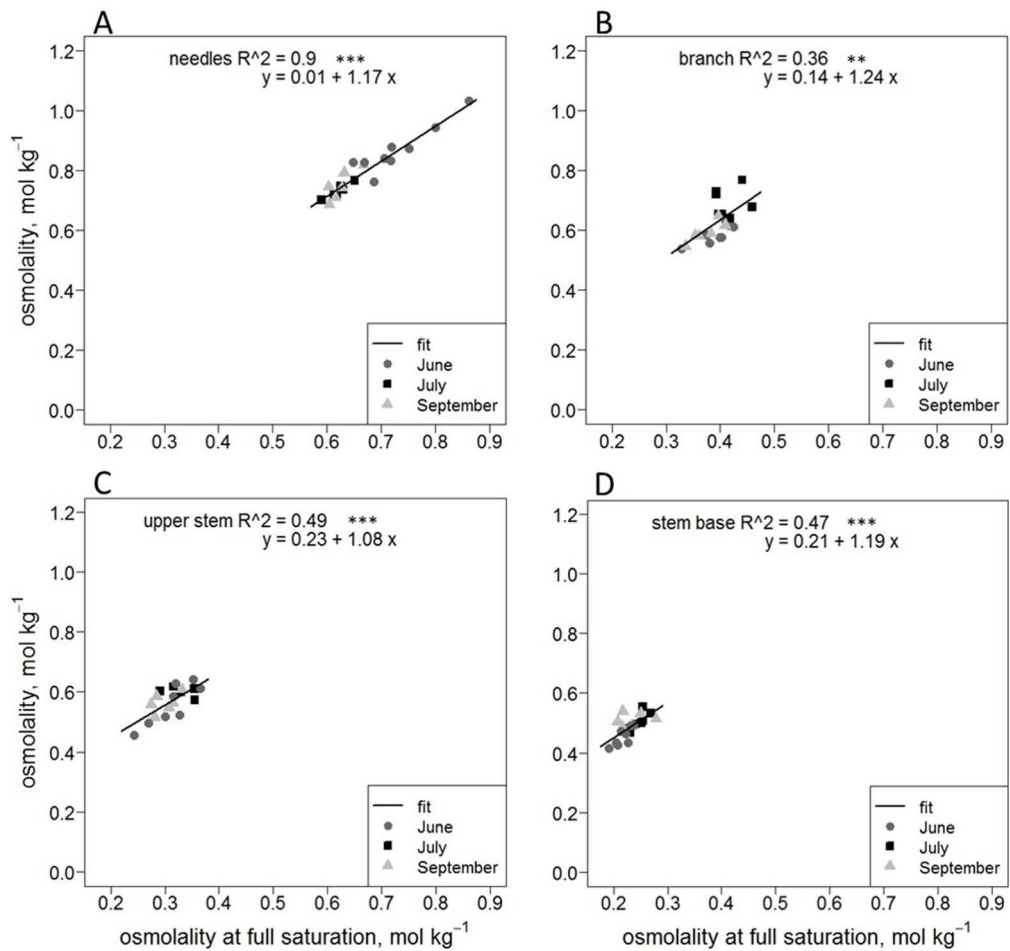 A
needles R^2 = 0.9 ***
y = 0.01 + 1.17 x
osmolality, mol kg⁻¹
1.2
1.0
0.8
0.6
0.4
0.2
0.0
fit
June
July
September
0.2 0.3 0.4 0.5 0.6 0.7 0.8 0.9
B
branch R^2 = 0.36 **
y = 0.14 + 1.24 x
1.2
1.0
0.8
0.6
0.4
0.2
0.0
fit
June
July
September
0.2 0.3 0.4 0.5 0.6 0.7 0.8 0.9
C
upper stem R^2 = 0.49 ***
y = 0.23 + 1.08 x
osmolality, mol kg⁻¹
1.2
1.0
0.8
0.6
0.4
0.2
0.0
fit
June
July
September
0.2 0.3 0.4 0.5 0.6 0.7 0.8 0.9
osmolality at full saturation, mol kg⁻¹
D
stem base R^2 = 0.47 ***
y = 0.21 + 1.19 x
1.2
1.0
0.8
0.6
0.4
0.2
0.0
fit
June
July
September
0.2 0.3 0.4 0.5 0.6 0.7 0.8 0.9
osmolality at full saturation, mol kg⁻¹